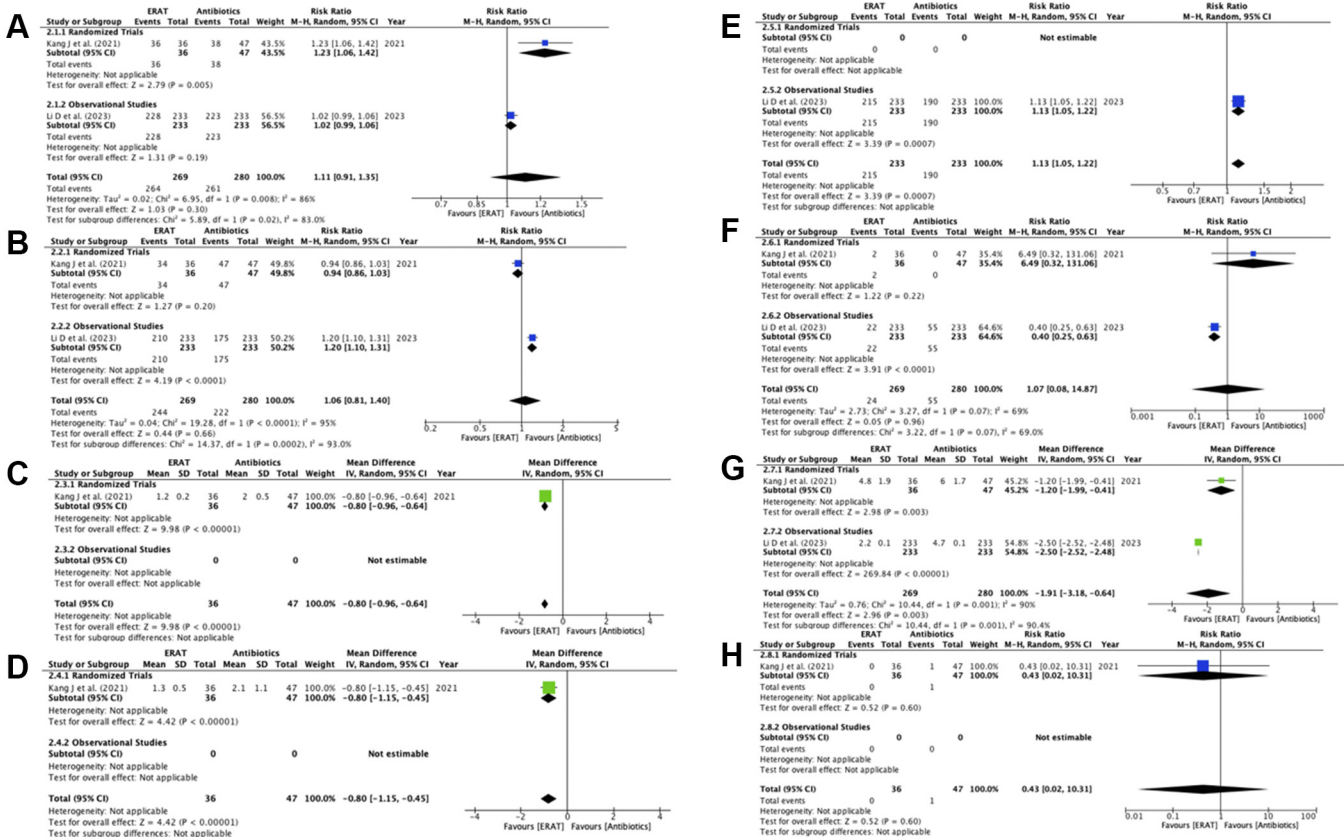 A
ERAT Antibiotics Risk Ratio Risk Ratio
Study or Subgroup Events Total Events Total Weight M-H, Random, 95% CI Year M-H, Random, 95% CI
2.1.1 Randomized Trials
Kang J et al. (2021) 36 36 38 47 43.5% 1.23 [1.06, 1.42] 2021
Subtotal (95% CI) 36 47 43.5% 1.23 [1.06, 1.42]
Total events 36 38
Heterogeneity: Not applicable
Test for overall effect: Z = 2.79 (P = 0.005)
2.1.2 Observational Studies
Li D et al. (2023) 228 233 223 233 56.5% 1.02 [0.99, 1.06] 2023
Subtotal (95% CI) 233 233 56.5% 1.02 [0.99, 1.06]
Total events 228 223
Heterogeneity: Not applicable
Test for overall effect: Z = 1.31 (P = 0.19)
Total (95% CI) 269 280 100.0% 1.11 [0.91, 1.35]
Total events 264 261
Heterogeneity: Tau² = 0.02; Chi² = 6.95, df = 1 (P = 0.008); I² = 86%
Test for overall effect: Z = 1.03 (P = 0.30)
Test for subgroup differences: Chi² = 5.89, df = 1 (P = 0.02), I² = 83.0%
0.7 0.85 1 1.2 1.5
Favours [ERAT] Favours [Antibiotics]
B
ERAT Antibiotics Risk Ratio Risk Ratio
Study or Subgroup Events Total Events Total Weight M-H, Random, 95% CI Year M-H, Random, 95% CI
2.2.1 Randomized Trials
Kang J et al. (2021) 34 36 47 47 49.8% 0.94 [0.86, 1.03] 2021
Subtotal (95% CI) 36 47 49.8% 0.94 [0.86, 1.03]
Total events 34 47
Heterogeneity: Not applicable
Test for overall effect: Z = 1.27 (P = 0.20)
2.2.2 Observational Studies
Li D et al. (2023) 210 233 175 233 50.2% 1.20 [1.10, 1.31] 2023
Subtotal (95% CI) 233 233 50.2% 1.20 [1.10, 1.31]
Total events 210 175
Heterogeneity: Not applicable
Test for overall effect: Z = 4.19 (P < 0.0001)
Total (95% CI) 269 280 100.0% 1.06 [0.81, 1.40]
Total events 244 222
Heterogeneity: Tau² = 0.04; Chi² = 19.28, df = 1 (P < 0.0001); I² = 95%
Test for overall effect: Z = 0.44 (P = 0.66)
Test for subgroup differences: Chi² = 14.37, df = 1 (P = 0.0002), I² = 93.0%
0.2 0.5 1 2 5
Favours [ERAT] Favours [Antibiotics]
C
ERAT Antibiotics Mean Difference Mean Difference
Study or Subgroup Mean SD Total Mean SD Total Weight IV, Random, 95% CI Year IV, Random, 95% CI
2.3.1 Randomized Trials
Kang J et al. (2021) 1.2 0.2 36 2 0.5 47 100.0% -0.80 [-0.96, -0.64] 2021
Subtotal (95% CI) 36 47 100.0% -0.80 [-0.96, -0.64]
Heterogeneity: Not applicable
Test for overall effect: Z = 9.98 (P < 0.00001)
2.3.2 Observational Studies
Subtotal (95% CI) 0 0 Not estimable
Heterogeneity: Not applicable
Test for overall effect: Not applicable
Total (95% CI) 36 47 100.0% -0.80 [-0.96, -0.64]
Heterogeneity: Not applicable
Test for overall effect: Z = 9.98 (P < 0.00001)
Test for subgroup differences: Not applicable
-4 -2 0 2 4
Favours [ERAT] Favours [Antibiotics]
D
ERAT Antibiotics Mean Difference Mean Difference
Study or Subgroup Mean SD Total Mean SD Total Weight IV, Random, 95% CI Year IV, Random, 95% CI
2.4.1 Randomized Trials
Kang J et al. (2021) 1.3 0.5 36 2.1 1.1 47 100.0% -0.80 [-1.15, -0.45] 2021
Subtotal (95% CI) 36 47 100.0% -0.80 [-1.15, -0.45]
Heterogeneity: Not applicable
Test for overall effect: Z = 4.42 (P < 0.00001)
2.4.2 Observational Studies
Subtotal (95% CI) 0 0 Not estimable
Heterogeneity: Not applicable
Test for overall effect: Not applicable
Total (95% CI) 36 47 100.0% -0.80 [-1.15, -0.45]
Heterogeneity: Not applicable
Test for overall effect: Z = 4.42 (P < 0.00001)
Test for subgroup differences: Not applicable
-4 -2 0 2 4
Favours [ERAT] Favours [Antibiotics]
E
ERAT Antibiotics Risk Ratio Risk Ratio
Study or Subgroup Events Total Events Total Weight M-H, Random, 95% CI Year M-H, Random, 95% CI
2.5.1 Randomized Trials
Subtotal (95% CI) 0 0 Not estimable
Total events 0 0
Heterogeneity: Not applicable
Test for overall effect: Not applicable
2.5.2 Observational Studies
Li D et al. (2023) 215 233 190 233 100.0% 1.13 [1.05, 1.22] 2023
Subtotal (95% CI) 233 233 100.0% 1.13 [1.05, 1.22]
Total events 215 190
Heterogeneity: Not applicable
Test for overall effect: Z = 3.39 (P = 0.0007)
Total (95% CI) 233 233 100.0% 1.13 [1.05, 1.22]
Total events 215 190
Heterogeneity: Not applicable
Test for overall effect: Z = 3.39 (P = 0.0007)
Test for subgroup differences: Not applicable
0.5 0.7 1 1.5 2
Favours [ERAT] Favours [Antibiotics]
F
ERAT Antibiotics Risk Ratio Risk Ratio
Study or Subgroup Events Total Events Total Weight M-H, Random, 95% CI Year M-H, Random, 95% CI
2.6.1 Randomized Trials
Kang J et al. (2021) 2 36 0 47 35.4% 6.49 [0.32, 131.06] 2021
Subtotal (95% CI) 36 47 35.4% 6.49 [0.32, 131.06]
Total events 2 0
Heterogeneity: Not applicable
Test for overall effect: Z = 1.22 (P = 0.22)
2.6.2 Observational Studies
Li D et al. (2023) 22 233 55 233 64.6% 0.40 [0.25, 0.63] 2023
Subtotal (95% CI) 233 233 64.6% 0.40 [0.25, 0.63]
Total events 22 55
Heterogeneity: Not applicable
Test for overall effect: Z = 3.91 (P < 0.0001)
Total (95% CI) 269 280 100.0% 1.07 [0.08, 14.87]
Total events 24 55
Heterogeneity: Tau² = 2.73; Chi² = 3.27, df = 1 (P = 0.07); I² = 69%
Test for overall effect: Z = 0.05 (P = 0.96)
Test for subgroup differences: Chi² = 3.22, df = 1 (P = 0.07), I² = 69.0%
0.001 0.1 1 10 1000
Favours [ERAT] Favours [Antibiotics]
G
ERAT Antibiotics Mean Difference Mean Difference
Study or Subgroup Mean SD Total Mean SD Total Weight IV, Random, 95% CI Year IV, Random, 95% CI
2.7.1 Randomized Trials
Kang J et al. (2021) 4.8 1.9 36 6 1.7 47 45.2% -1.20 [-1.99, -0.41] 2021
Subtotal (95% CI) 36 47 45.2% -1.20 [-1.99, -0.41]
Heterogeneity: Not applicable
Test for overall effect: Z = 2.98 (P = 0.003)
2.7.2 Observational Studies
Li D et al. (2023) 2.2 0.1 233 4.7 0.1 233 54.8% -2.50 [-2.52, -2.48] 2023
Subtotal (95% CI) 233 233 54.8% -2.50 [-2.52, -2.48]
Heterogeneity: Not applicable
Test for overall effect: Z = 269.84 (P < 0.00001)
Total (95% CI) 269 280 100.0% -1.91 [-3.18, -0.64]
Heterogeneity: Tau² = 0.76; Chi² = 10.44, df = 1 (P = 0.001); I² = 90%
Test for overall effect: Z = 2.96 (P = 0.003)
Test for subgroup differences: Chi² = 10.44, df = 1 (P = 0.001), I² = 90.4%
-4 -2 0 2 4
Favours [ERAT] Favours [Antibiotics]
H
ERAT Antibiotics Risk Ratio Risk Ratio
Study or Subgroup Events Total Events Total Weight M-H, Random, 95% CI Year M-H, Random, 95% CI
2.8.1 Randomized Trials
Kang J et al. (2021) 0 36 1 47 100.0% 0.43 [0.02, 10.31] 2021
Subtotal (95% CI) 36 47 100.0% 0.43 [0.02, 10.31]
Total events 0 1
Heterogeneity: Not applicable
Test for overall effect: Z = 0.52 (P = 0.60)
2.8.2 Observational Studies
Subtotal (95% CI) 0 0 Not estimable
Total events 0 0
Heterogeneity: Not applicable
Test for overall effect: Not applicable
Total (95% CI) 36 47 100.0% 0.43 [0.02, 10.31]
Total events 0 1
Heterogeneity: Not applicable
Test for overall effect: Z = 0.52 (P = 0.60)
Test for subgroup differences: Not applicable
0.01 0.1 1 10 100
Favours [ERAT] Favours [Antibiotics]